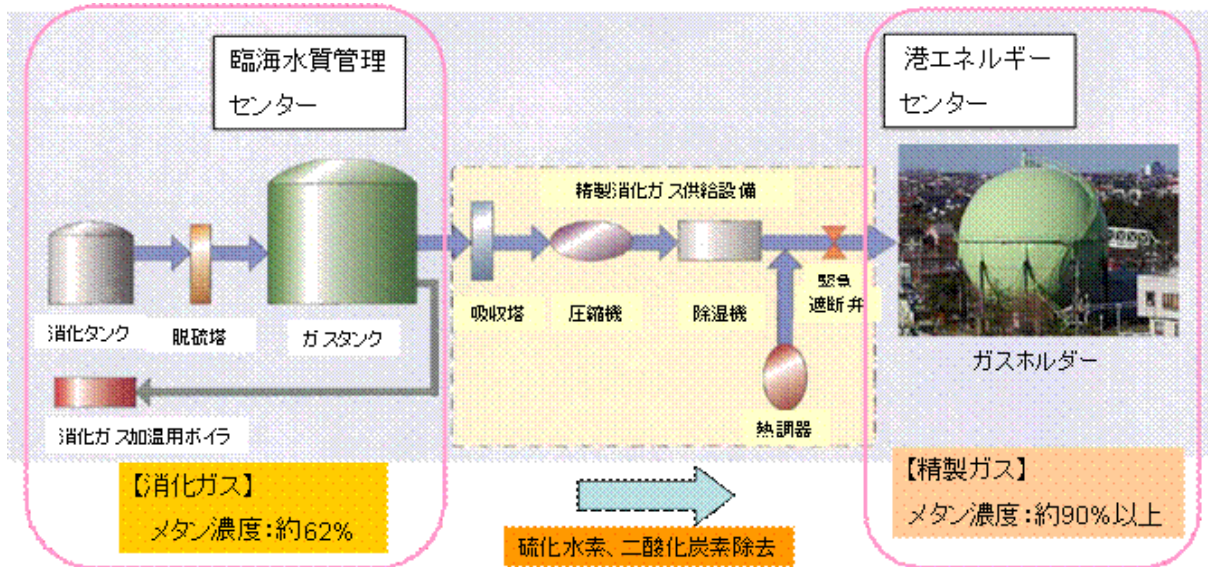 臨海水質管理
センター
港エネルギー
センター
精製消化ガス供給設備
消化タンク
脱硫塔
ガスタンク
吸収塔
圧縮機
除湿機
緊急
遮断弁
ガスホルダー
消化ガス加温用ボイラ
熱調器
【消化ガス】
メタン濃度：約62%
硫化水素、二酸化炭素除去
【精製ガス】
メタン濃度：約90%以上